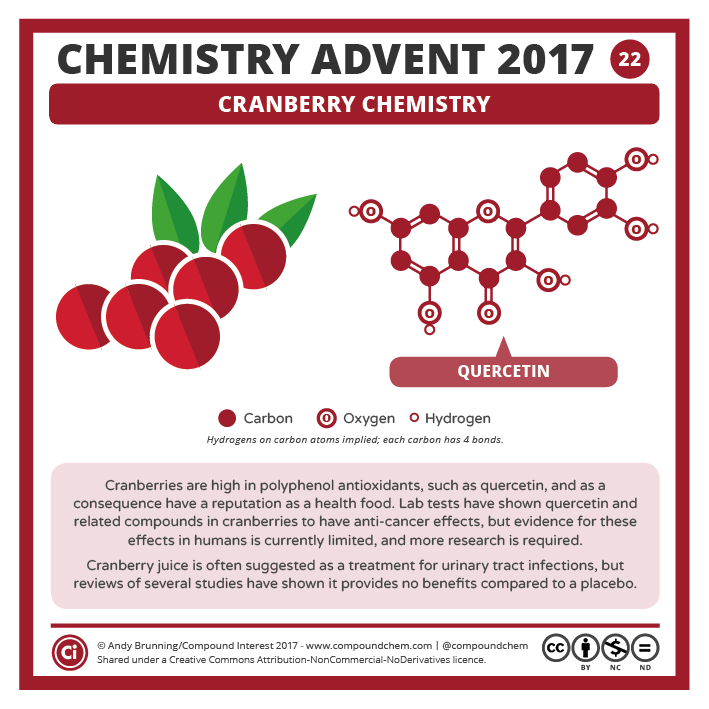 CHEMISTRY ADVENT 2017 22
CRANBERRY CHEMISTRY
O
O
O
O
O
O
O
QUERCETIN
Carbon O Oxygen Hydrogen
Hydrogens on carbon atoms implied; each carbon has 4 bonds.
Cranberries are high in polyphenol antioxidants, such as quercetin, and as a
consequence have a reputation as a health food. Lab tests have shown quercetin and
related compounds in cranberries to have anti-cancer effects, but evidence for these
effects in humans is currently limited, and more research is required.
Cranberry juice is often suggested as a treatment for urinary tract infections, but
reviews of several studies have shown it provides no benefits compared to a placebo.
Ci
© Andy Brunning/Compound Interest 2017 - www.compoundchem.com | @compoundchem
Shared under a Creative Commons Attribution-NonCommercial-NoDerivatives licence.
cc $ =
BY NC ND